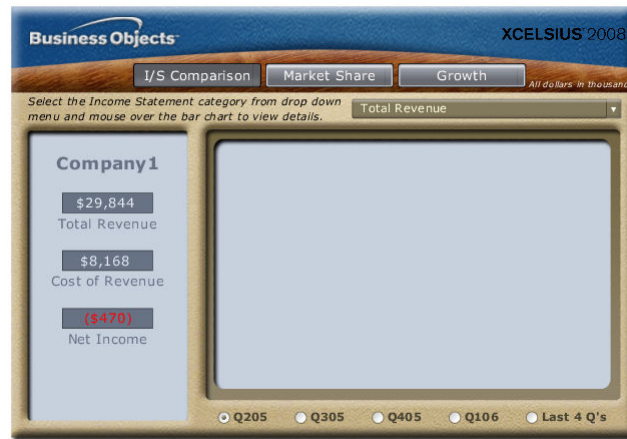 Business Objects
XCELSIUS 2008
I/S Comparison
Market Share
Growth
All dollars in
Select the Income Statement category from drop down
menu and mouse over the bar chart to view details.
Total Revenue
Company1
$29,844
Total Revenue
$8,168
Cost of Revenue
($470)
Net Income
Q205
Q305
Q405
Q106
Last 4 Q's